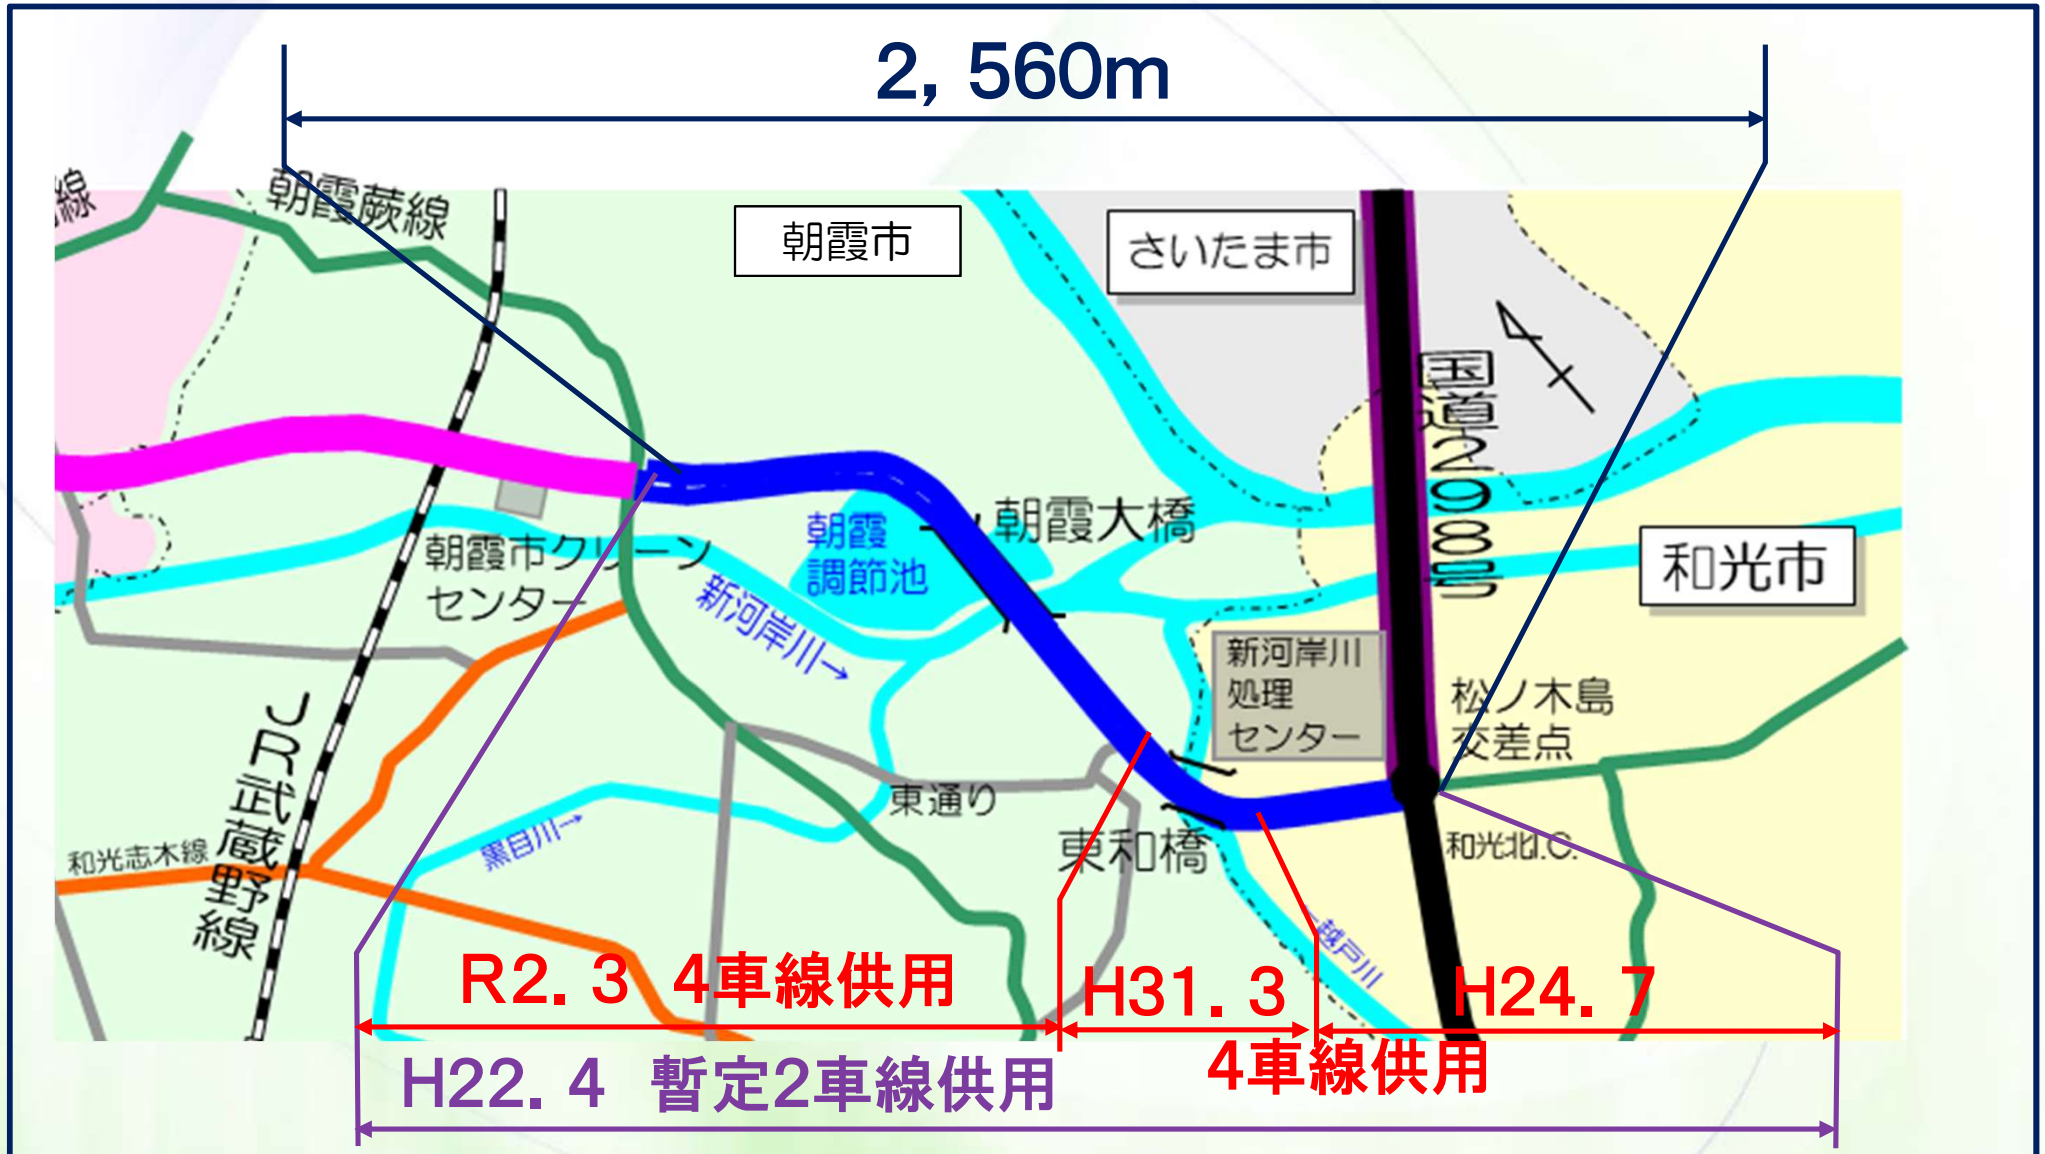 2，560m
線
朝霞蕨線
朝霞市
さいたま市
国道298号
朝霞大橋
朝霞
調節池
朝霞市クリーン
センター
和光市
新河岸川→
新河岸川
処理
センター
松ノ木島
交差点
JR武蔵野線
東通り
黒目川→
東和橋
和光志木線
和光北I.C.
←越戸川
R2．3　4車線供用
H31．3
H24．7
4車線供用
H22．4　暫定2車線供用